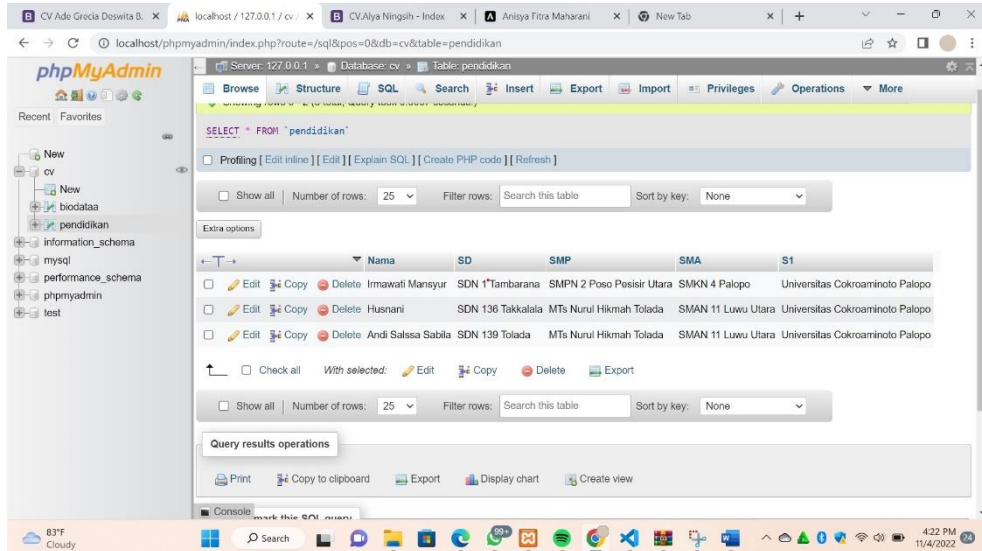 CV Ade Grecia Deswita B. localhost / 127.0.0.1 / cv / CV.Alya Ningsih - Index Anisya Fitra Maharani New Tab
localhost/phpmyadmin/index.php?route=/sql&pos=0&db=cv&table=pendidikan
phpMyAdmin
Recent Favorites
New
cv
New
biodataa
pendidikan
information_schema
mysql
performance_schema
phpmyadmin
test
Server: 127.0.0.1 » Database: cv » Table: pendidikan
Browse Structure SQL Search Insert Export Import Privileges Operations More
SELECT * FROM `pendidikan`
Profiling [ Edit inline ] [ Edit ] [ Explain SQL ] [ Create PHP code ] [ Refresh ]
Show all Number of rows: 25 Filter rows: Search this table Sort by key: None
Extra options
←T→ Nama SD SMP SMA S1
Edit Copy Delete Irmawati Mansyur SDN 1 Tambarana SMPN 2 Poso Pesisir Utara SMKN 4 Palopo Universitas Cokroaminoto Palopo
Edit Copy Delete Husnani SDN 136 Takkalala MTs Nurul Hikmah Tolada SMAN 11 Luwu Utara Universitas Cokroaminoto Palopo
Edit Copy Delete Andi Salssa Sabila SDN 139 Tolada MTs Nurul Hikmah Tolada SMAN 11 Luwu Utara Universitas Cokroaminoto Palopo
Check all With selected: Edit Copy Delete Export
Show all Number of rows: 25 Filter rows: Search this table Sort by key: None
Query results operations
Print Copy to clipboard Export Display chart Create view
Console mark this SQL query
83°F
Cloudy
Search
99+
4:22 PM
11/4/2022
24